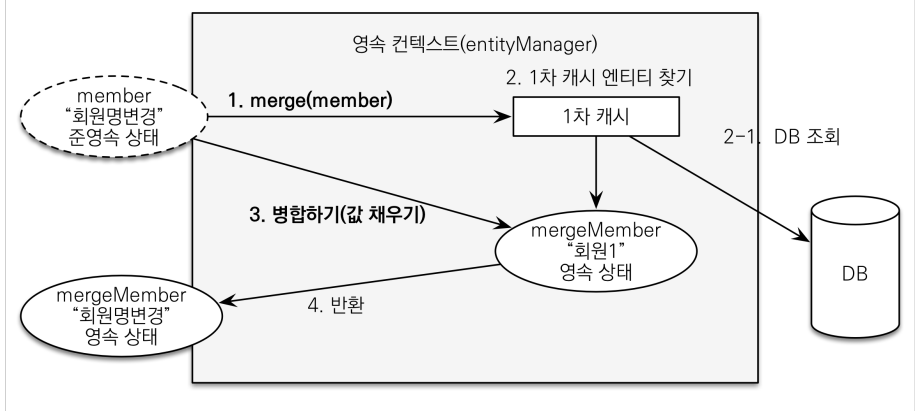 영속 컨텍스트(entityManager)
2. 1차 캐시 엔티티 찾기
member
“회원명변경”
준영속 상태
1. merge(member)
1차 캐시
2-1. DB 조회
3. 병합하기(값 채우기)
mergeMember
“회원1”
영속 상태
DB
mergeMember
“회원명변경”
영속 상태
4. 반환